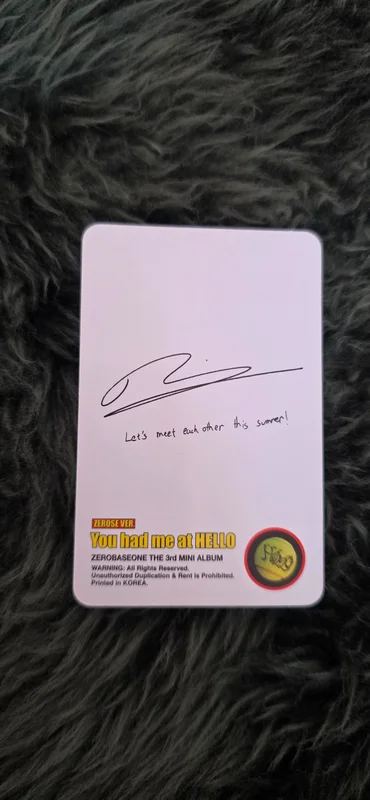 Let's meet each other this summer!
ZEROSE VER.
You had me at HELLO
ZEROBASEONE THE 3rd MINI ALBUM
WARNING: All Rights Reserved.
Unauthorized Duplication & Rent is Prohibited.
Printed in KOREA.